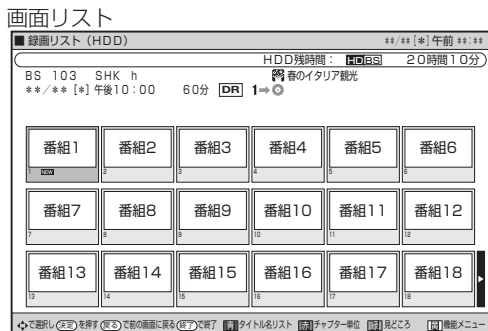 画面リスト
■ 録画リスト（HDD） **/**[*]午前 **:**
HDD残時間： HD BS 20時間10分
BS 103 SHK h 春のイタリア観光
**/**[*] 午後10：00 60分 DR 1➡
番組1 番組2 番組3 番組4 番組5 番組6
1 NEW 2 3 4 5 6
番組7 番組8 番組9 番組10 番組11 番組12
7 8 9 10 11 12
番組13 番組14 番組15 番組16 番組17 番組18
13 14 15 16 17 18
で選択し 決定 を押す 戻る で前の画面に戻る 終了 で終了 青 タイトル名リスト 赤 チャプター単位 緑 見どころ 機能メニュー